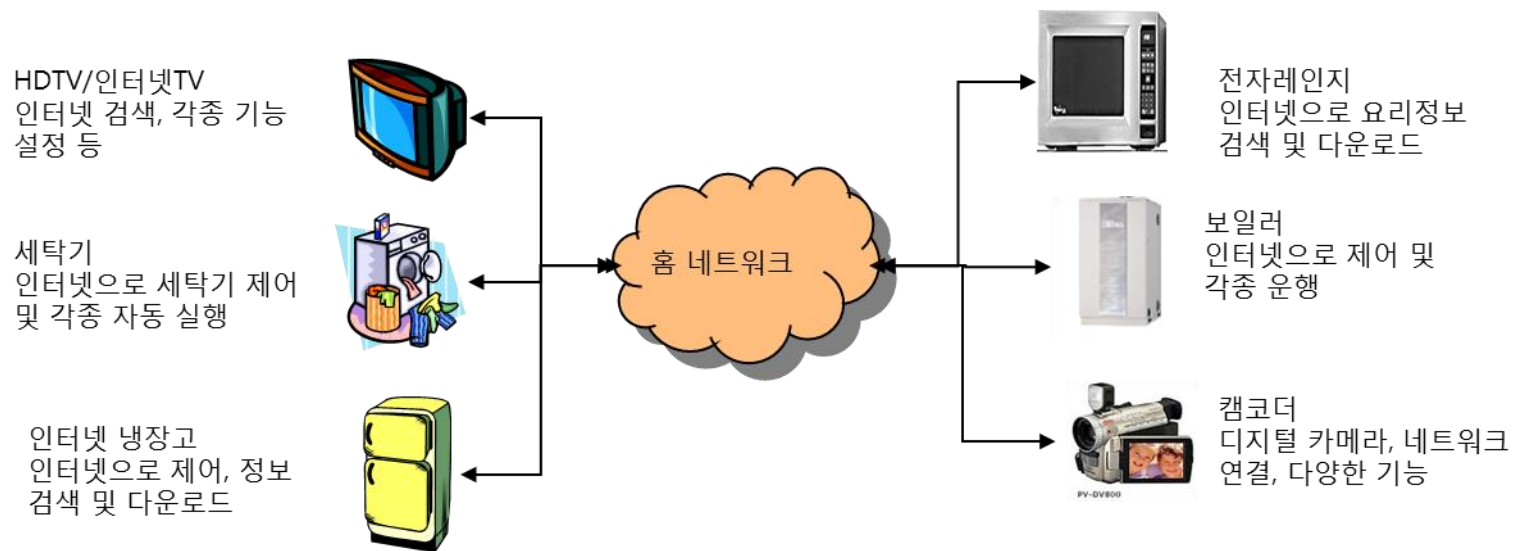 HDTV/인터넷TV
인터넷 검색, 각종 기능
설정 등
세탁기
인터넷으로 세탁기 제어
및 각종 자동 실행
인터넷 냉장고
인터넷으로 제어, 정보
검색 및 다운로드
홈 네트워크
전자레인지
인터넷으로 요리정보
검색 및 다운로드
보일러
인터넷으로 제어 및
각종 운행
캠코더
디지털 카메라, 네트워크
연결, 다양한 기능
PV-DV800